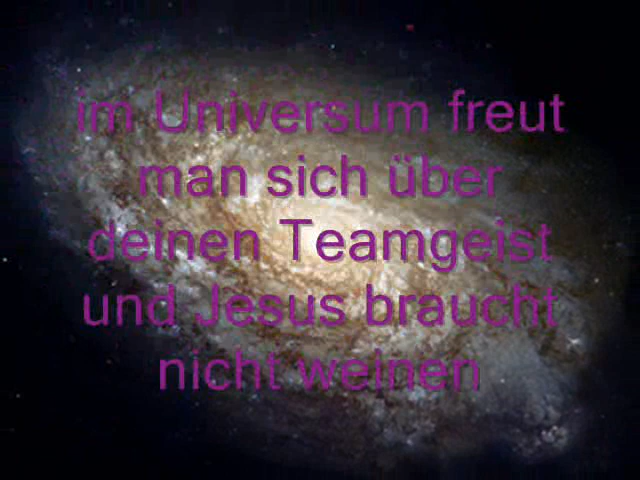 im Universum freut
man sich über
deinen Teamgeist
und Jesus braucht
nicht weinen